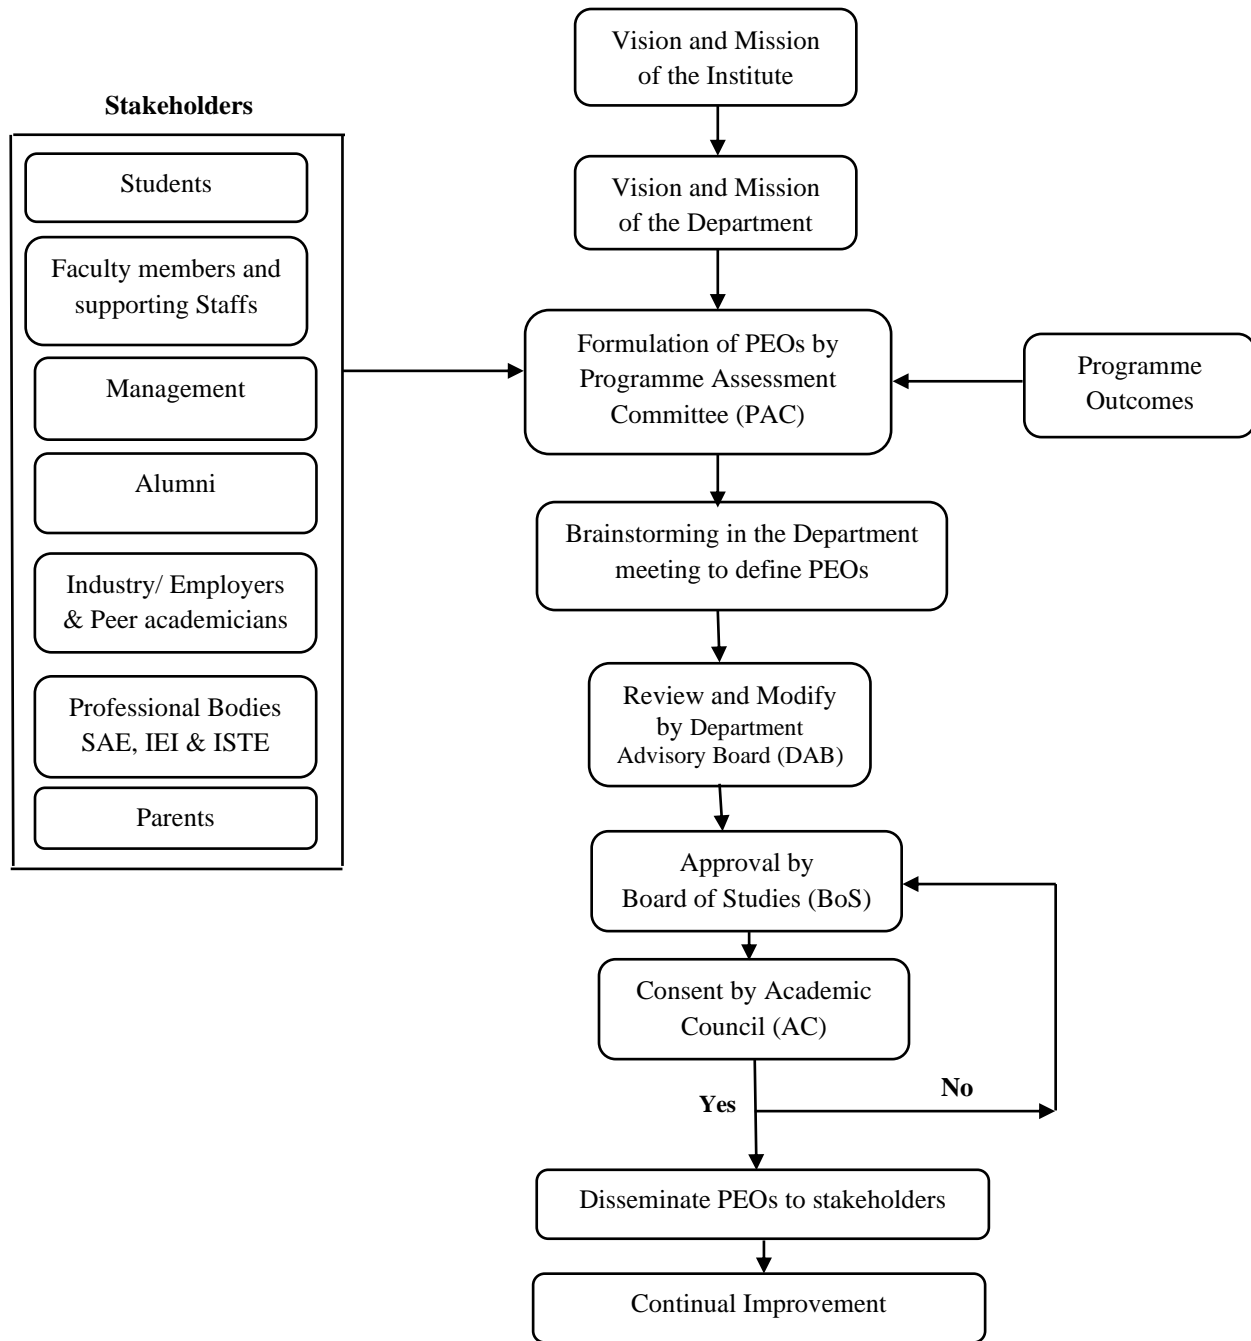 Vision and Mission
of the Institute
Stakeholders
Students
Vision and Mission
of the Department
Faculty members and
supporting Staffs
Management
Alumni
Industry/ Employers
& Peer academicians
Professional Bodies
SAE, IEI & ISTE
Parents
Formulation of PEOs by
Programme Assessment
Committee (PAC)
Programme
Outcomes
Brainstorming in the Department
meeting to define PEOs
Review and Modify
by Department
Advisory Board (DAB)
Approval by
Board of Studies (BoS)
Consent by Academic
Council (AC)
Yes
No
Disseminate PEOs to stakeholders
Continual Improvement